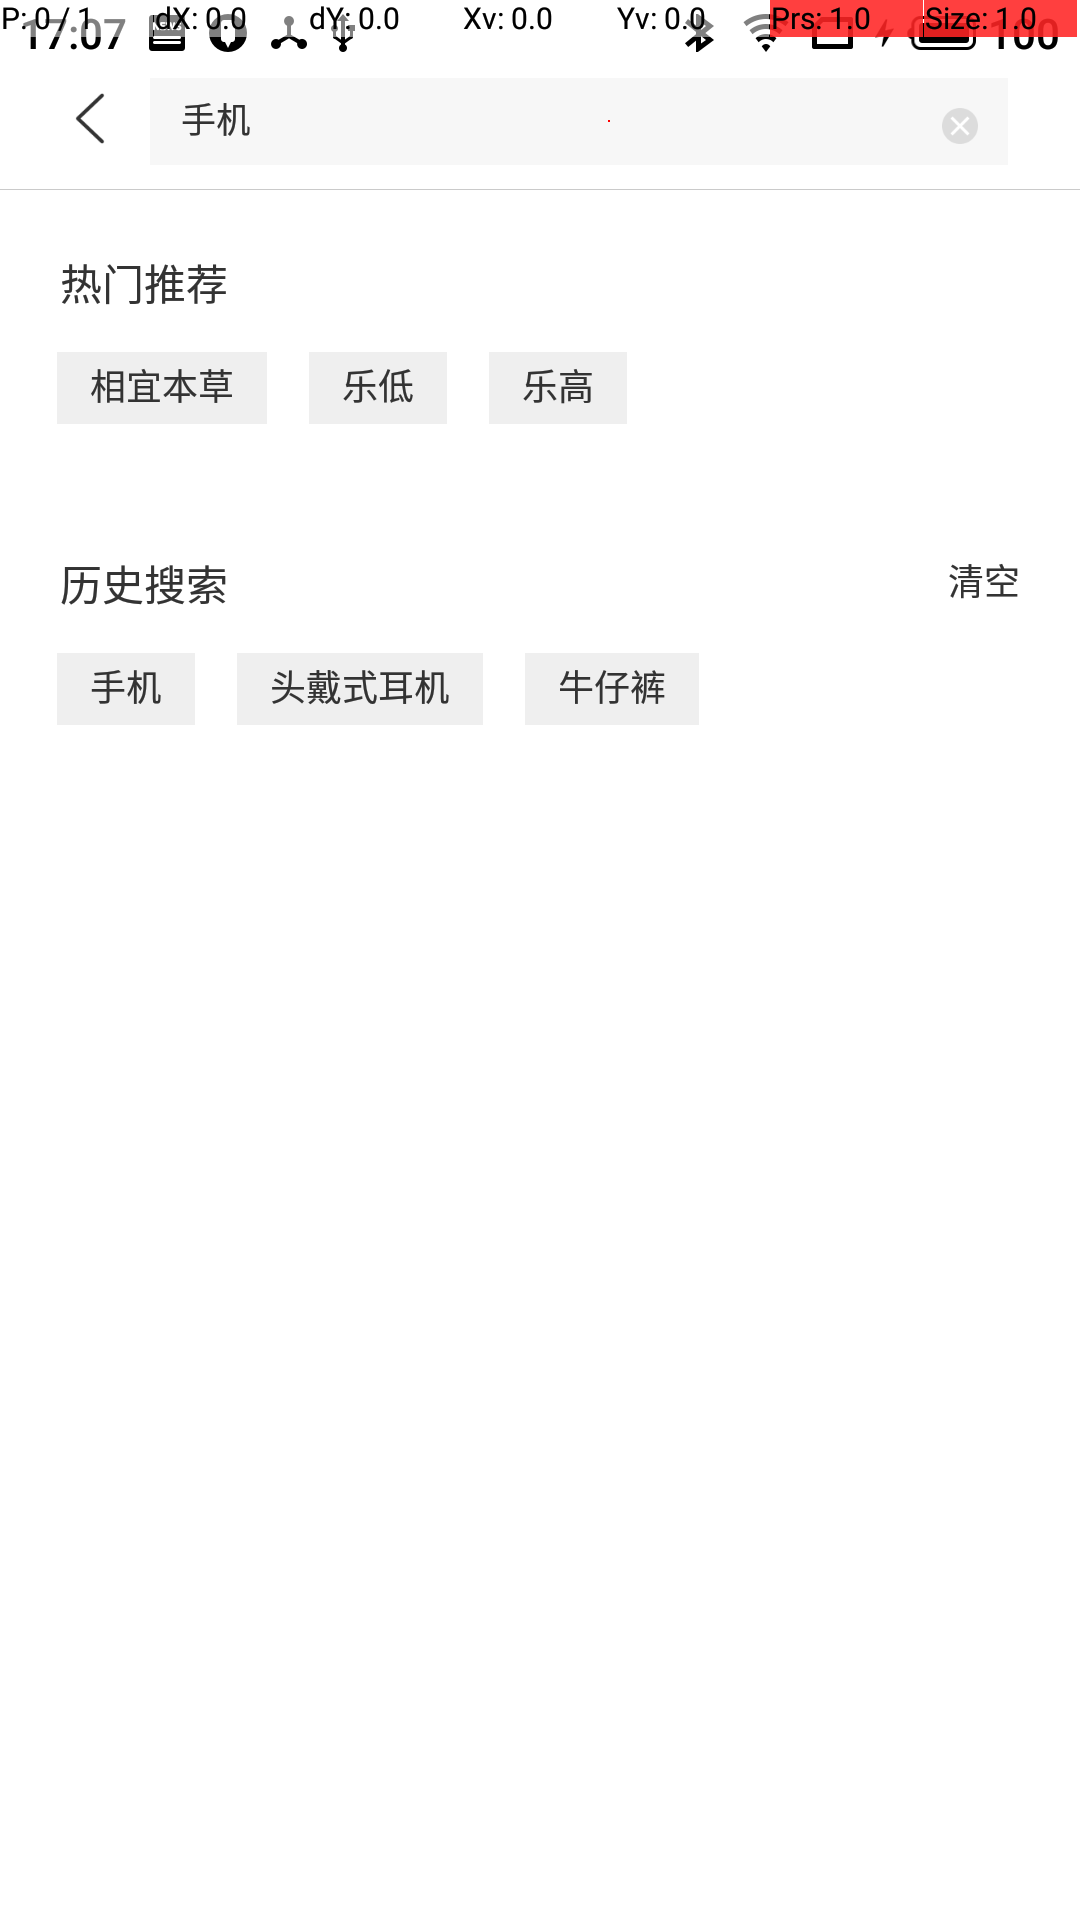 P: 0 / 1 dX: 0.0 dY: 0.0 Xv: 0.0 Yv: 0.0 Prs: 1.0 Size: 1.0
17:07 100
手机
热门推荐
相宜本草 乐低 乐高
历史搜索 清空
手机 头戴式耳机 牛仔裤